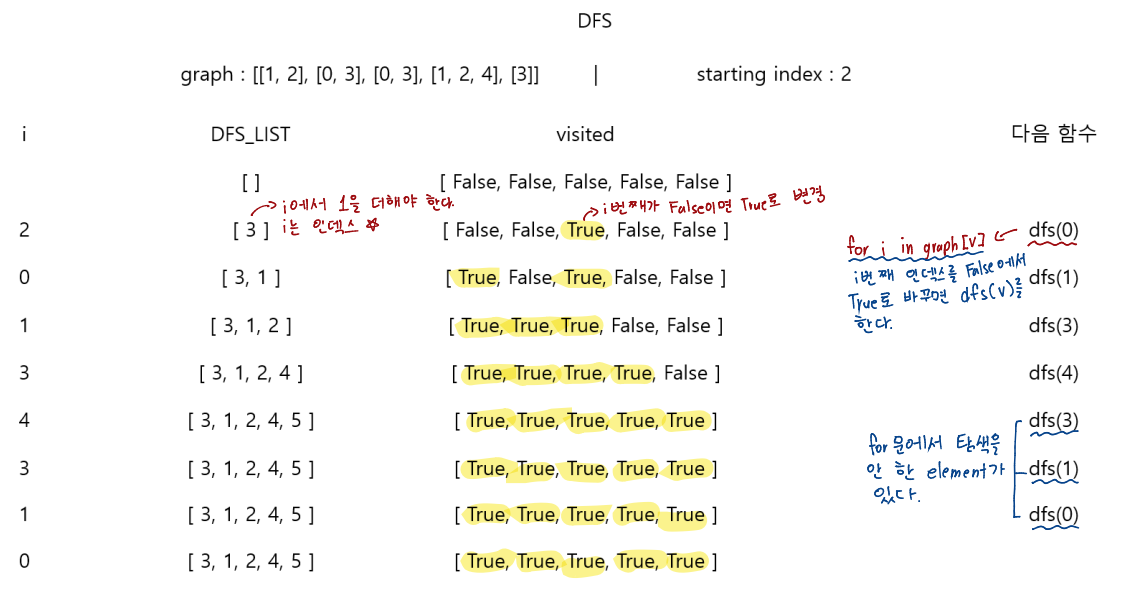 DFS
graph : [[1, 2], [0, 3], [0, 3], [1, 2, 4], [3]] | starting index : 2
i DFS_LIST visited 다음 함수
[ ] [ False, False, False, False, False ]
i에서 1을 더해야 한다.
i는 인덱스 ☆
i번째가 False이면 True로 변경
2 [ 3 ] [ False, False, True, False, False ] dfs(0)
for i in graph[v]
i번째 인덱스를 False에서
True로 바꾸면 dfs(v)를
한다.
0 [ 3, 1 ] [ True, False, True, False, False ] dfs(1)
1 [ 3, 1, 2 ] [ True, True, True, False, False ] dfs(3)
3 [ 3, 1, 2, 4 ] [ True, True, True, True, False ] dfs(4)
4 [ 3, 1, 2, 4, 5 ] [ True, True, True, True, True ] dfs(3)
for문에서 탐색을
안 한 element가
있다.
3 [ 3, 1, 2, 4, 5 ] [ True, True, True, True, True ] dfs(1)
1 [ 3, 1, 2, 4, 5 ] [ True, True, True, True, True ] dfs(0)
0 [ 3, 1, 2, 4, 5 ] [ True, True, True, True, True ]